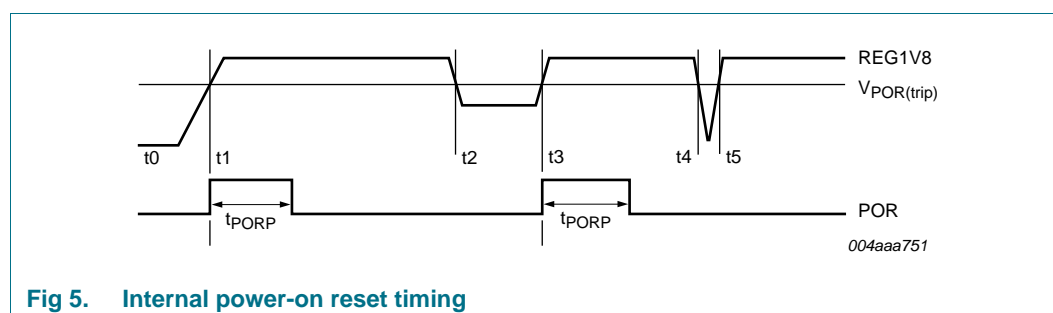 REG1V8
VPOR(trip)
t0 t1 t2 t3 t4 t5
POR
tPORP tPORP
004aaa751
Fig 5. Internal power-on reset timing